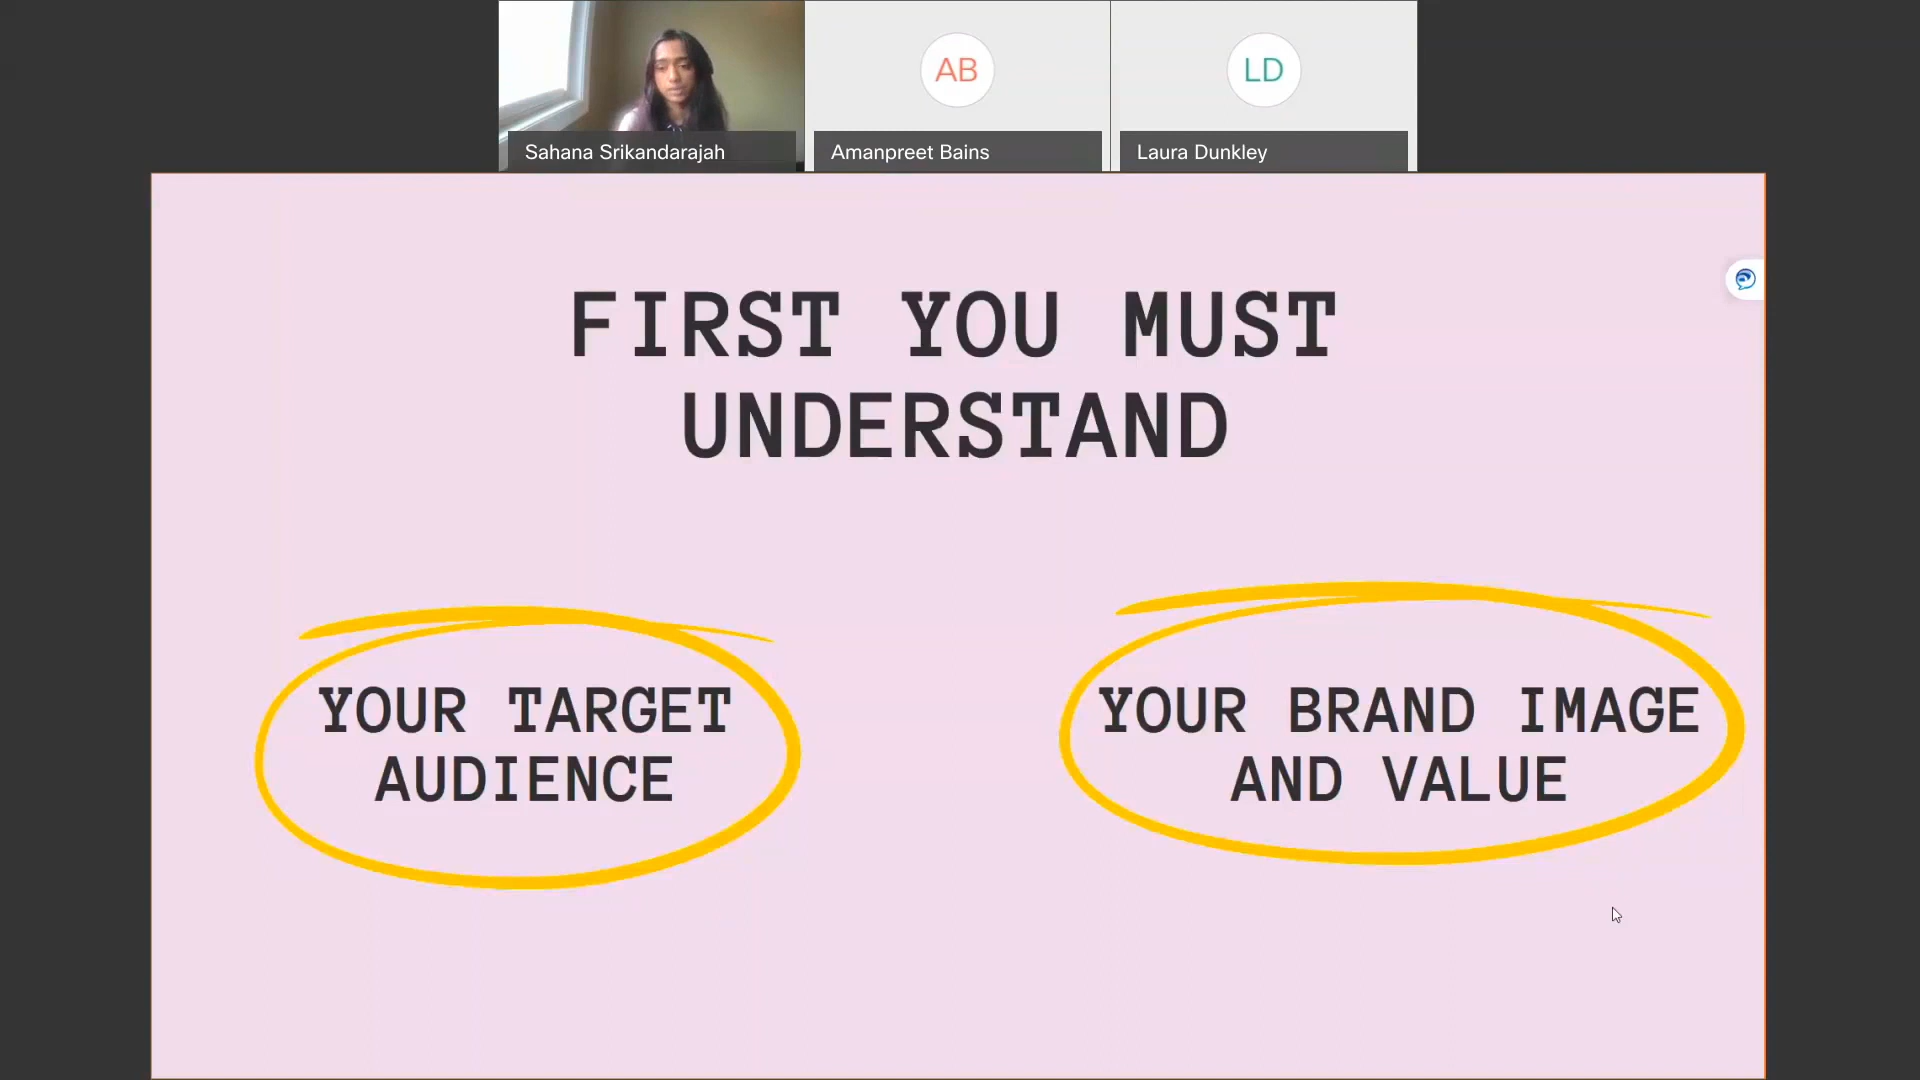 AB
LD
Sahana Srikandarajah
Amanpreet Bains
Laura Dunkley
FIRST YOU MUST
UNDERSTAND
YOUR TARGET
AUDIENCE
YOUR BRAND IMAGE
AND VALUE